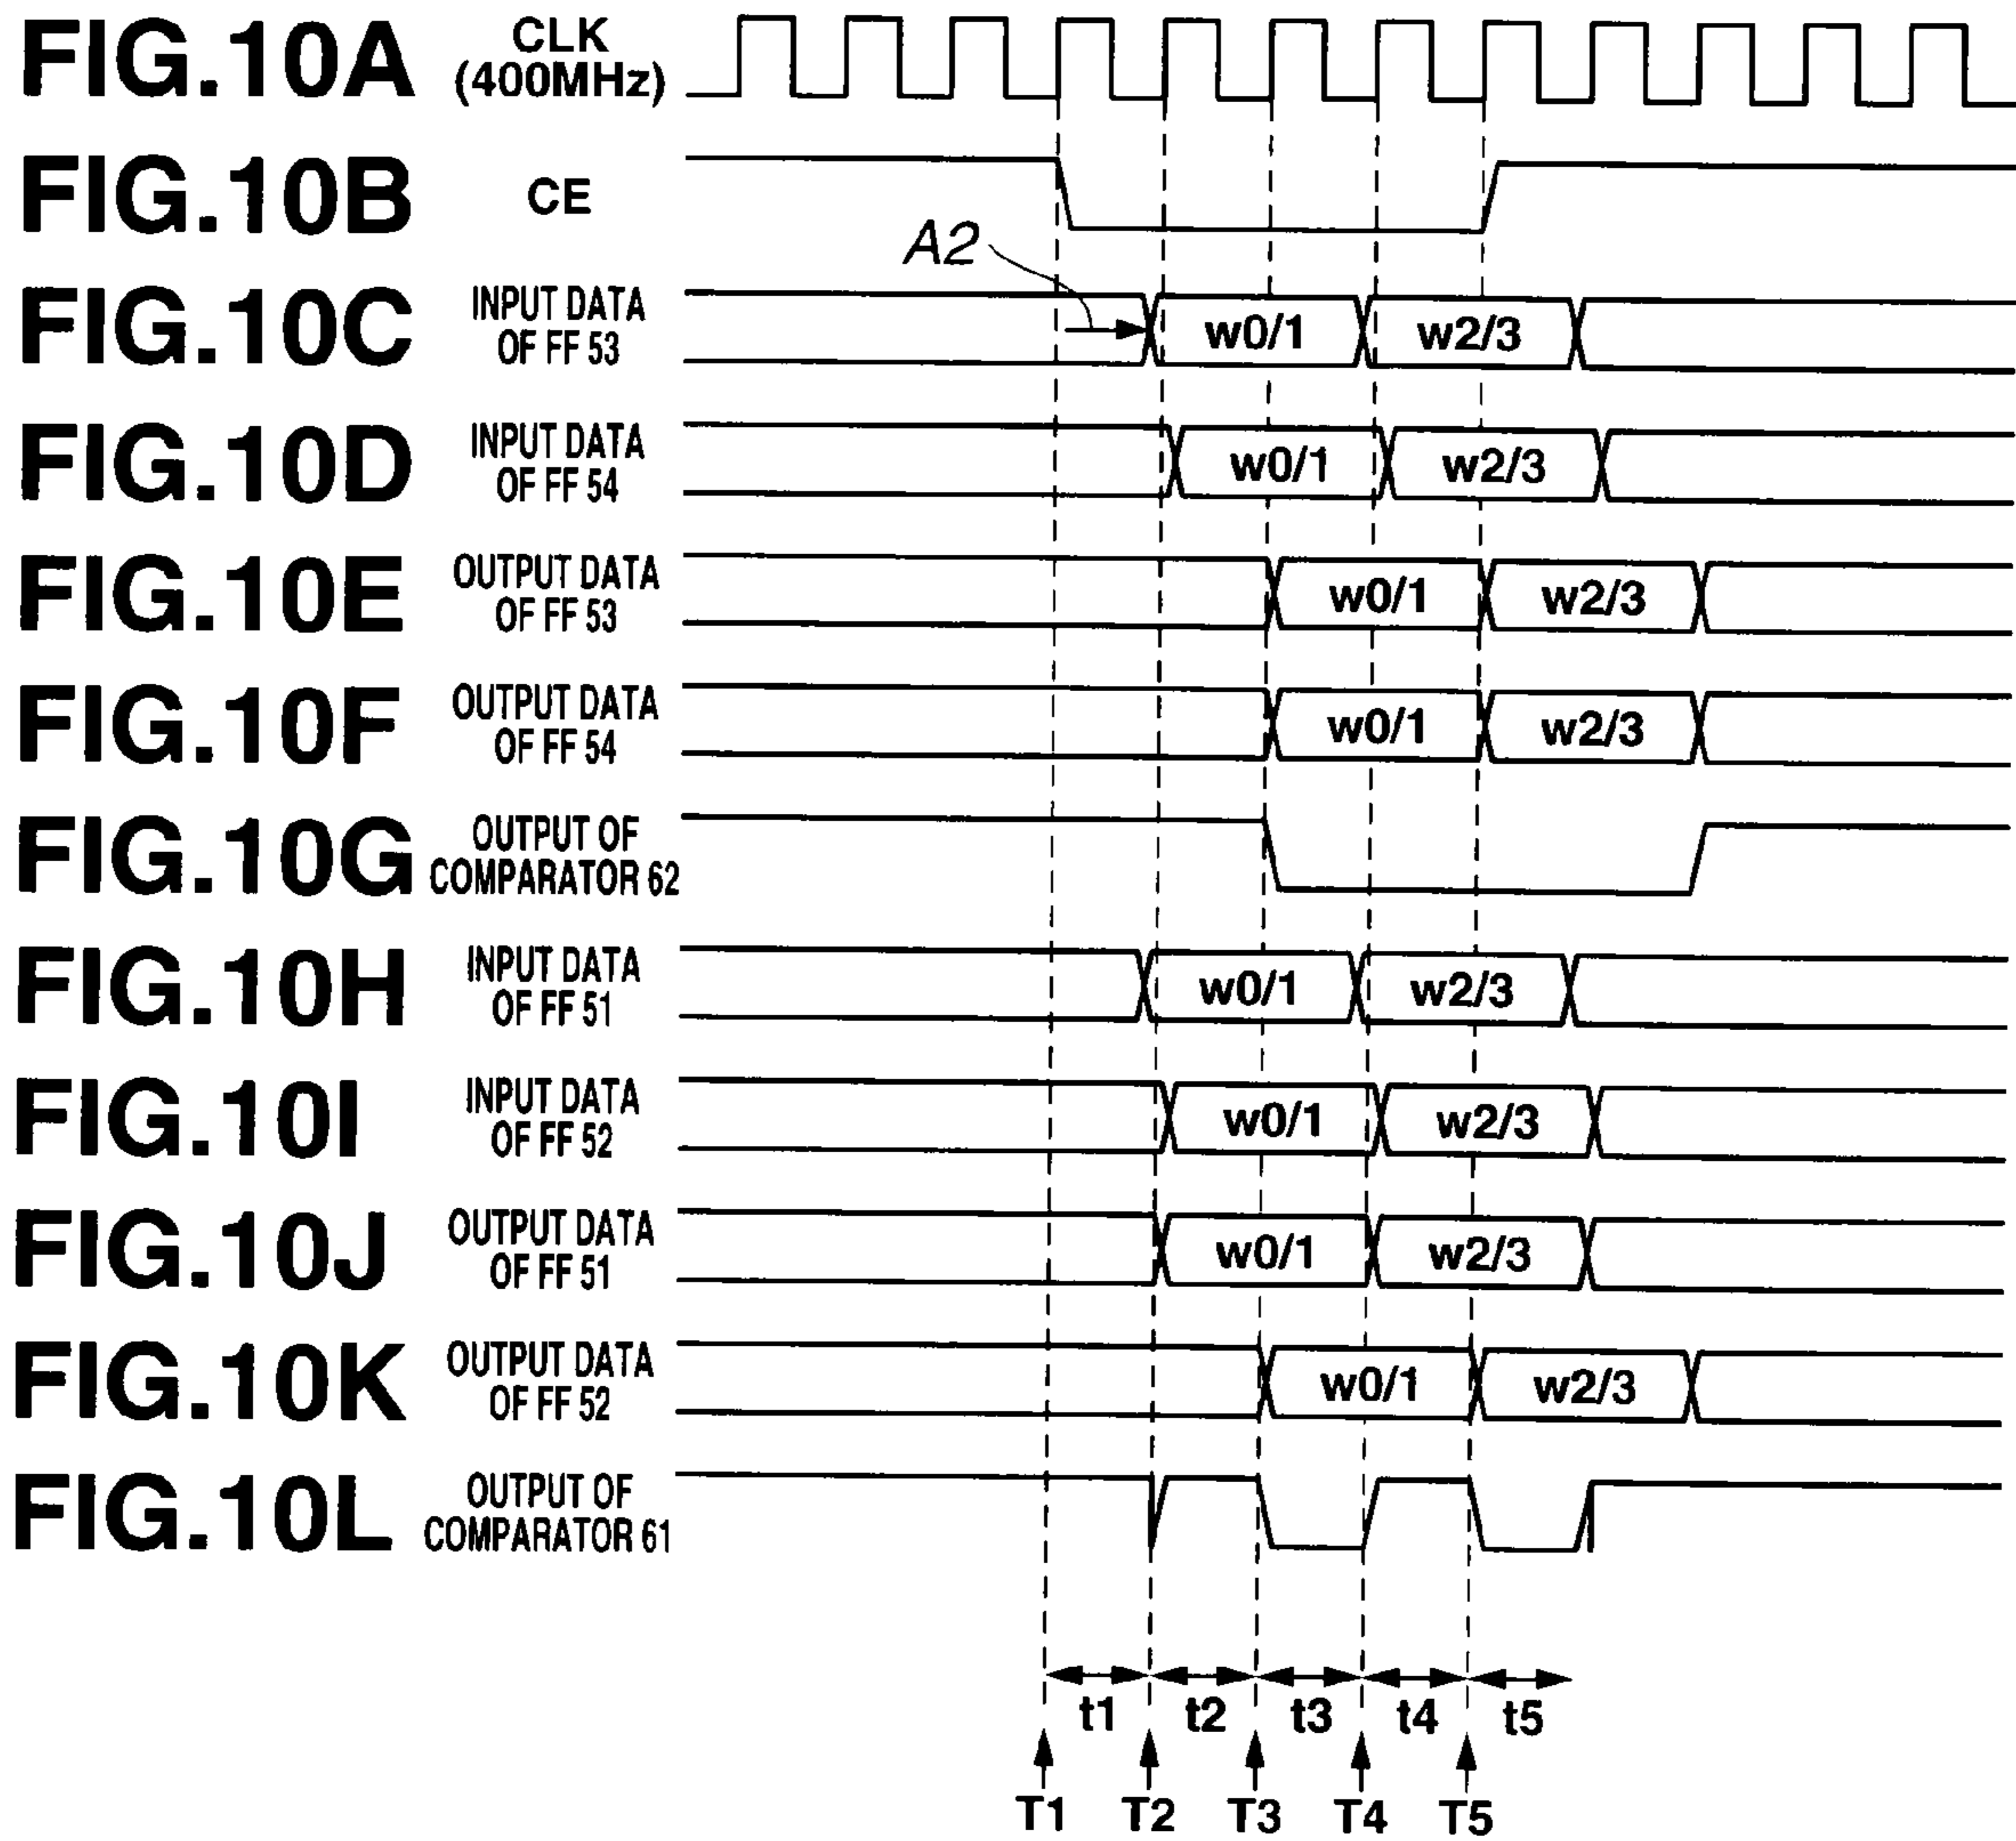 FIG.10A CLK (400MHz)
FIG.10B CE
A2
FIG.10C INPUT DATA OF FF 53 w0/1 w2/3
FIG.10D INPUT DATA OF FF 54 w0/1 w2/3
FIG.10E OUTPUT DATA OF FF 53 w0/1 w2/3
FIG.10F OUTPUT DATA OF FF 54 w0/1 w2/3
FIG.10G OUTPUT OF COMPARATOR 62
FIG.10H INPUT DATA OF FF 51 w0/1 w2/3
FIG.10I INPUT DATA OF FF 52 w0/1 w2/3
FIG.10J OUTPUT DATA OF FF 51 w0/1 w2/3
FIG.10K OUTPUT DATA OF FF 52 w0/1 w2/3
FIG.10L OUTPUT OF COMPARATOR 61
t1 t2 t3 t4 t5
T1 T2 T3 T4 T5